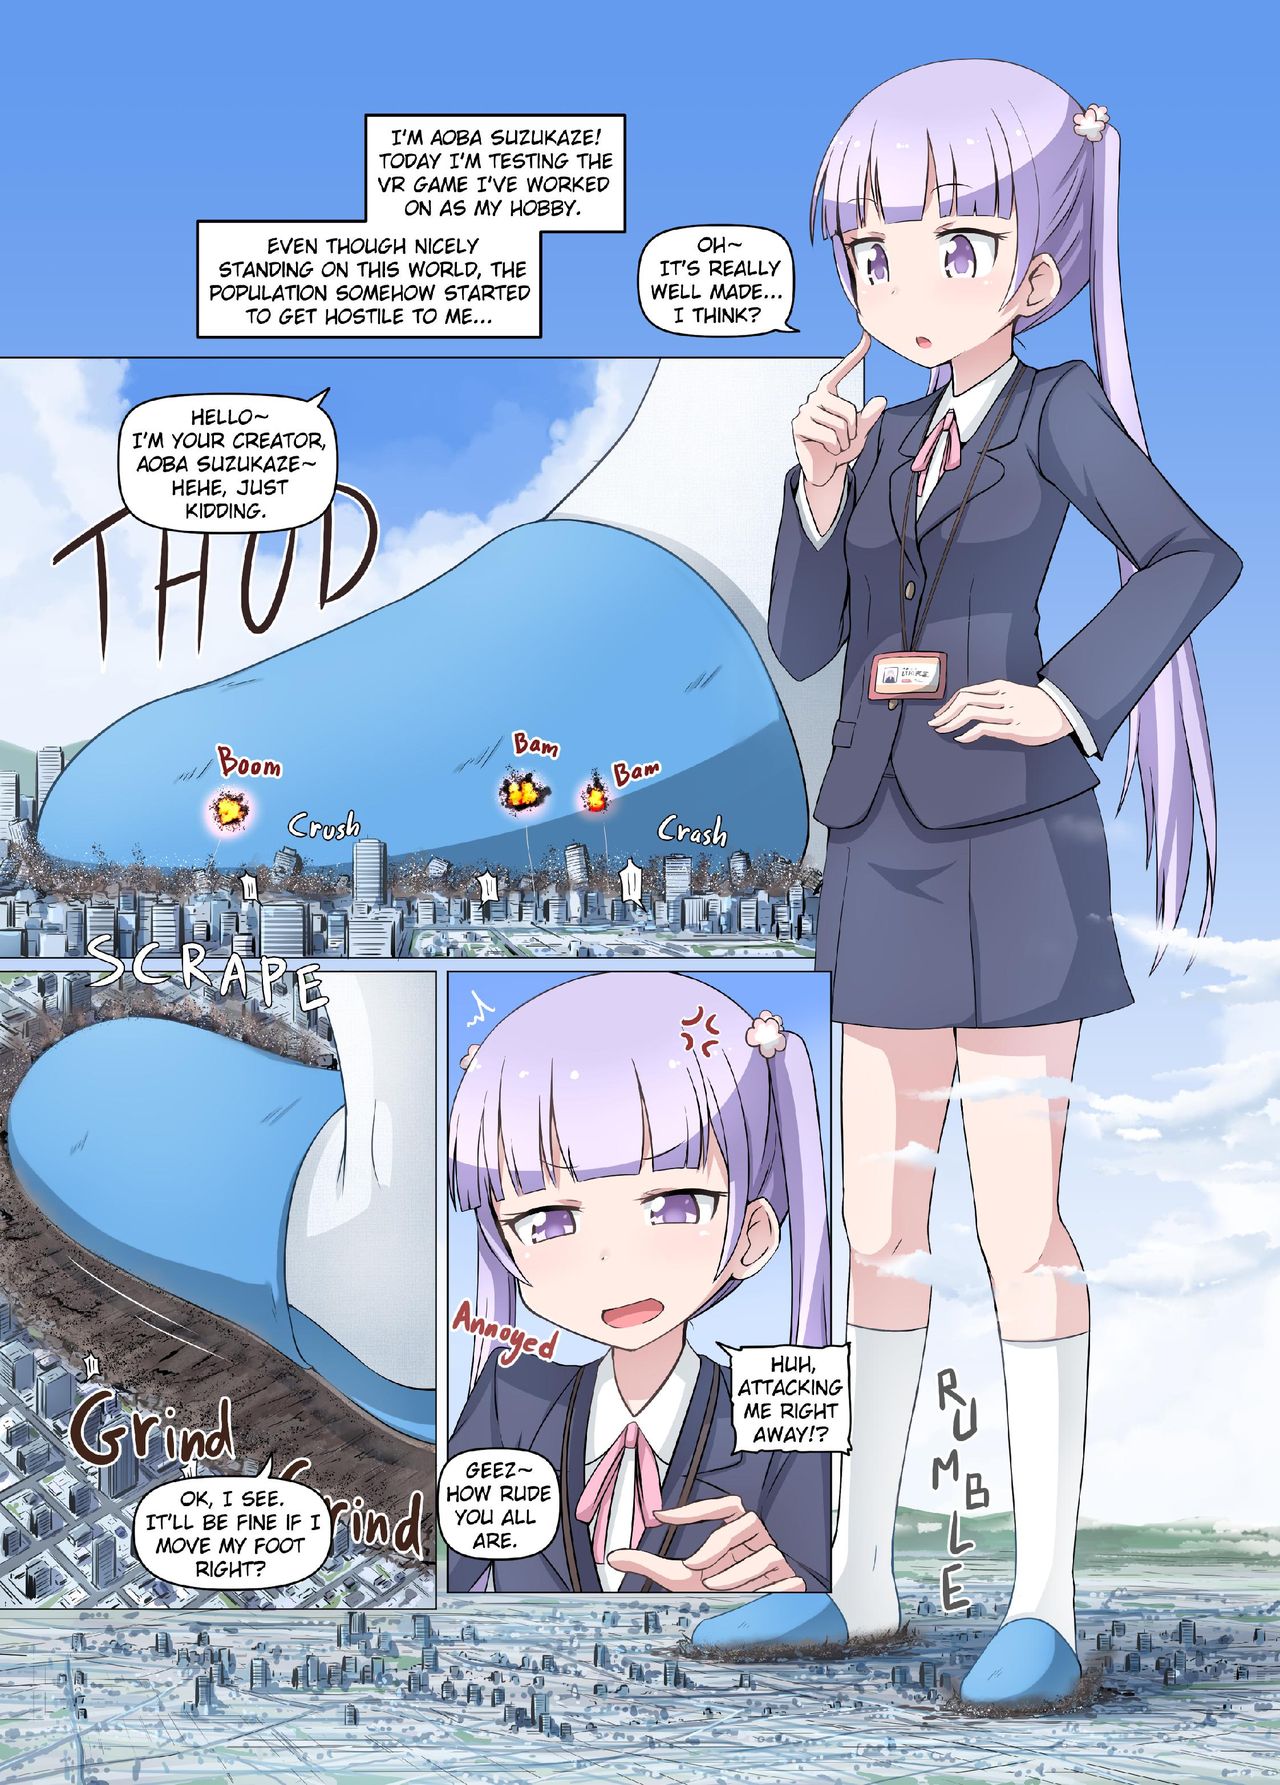 I'M AOBA SUZUKAZE!
TODAY I'M TESTING THE
VR GAME I'VE WORKED
ON AS MY HOBBY.
EVEN THOUGH NICELY
STANDING ON THIS WORLD, THE
POPULATION SOMEHOW STARTED
TO GET HOSTILE TO ME...
OH~
IT'S REALLY
WELL MADE...
I THINK?
HELLO~
I'M YOUR CREATOR,
AOBA SUZUKAZE~
HEHE, JUST
KIDDING.
THUD
Boom
Bam
Bam
Crush
Crash
SCRAPE
Grind
Grind
OK, I SEE.
IT'LL BE FINE IF I
MOVE MY FOOT
RIGHT?
Annoyed
HUH,
ATTACKING
ME RIGHT
AWAY!?
GEEZ~
HOW RUDE
YOU ALL
ARE.
RUMBLE